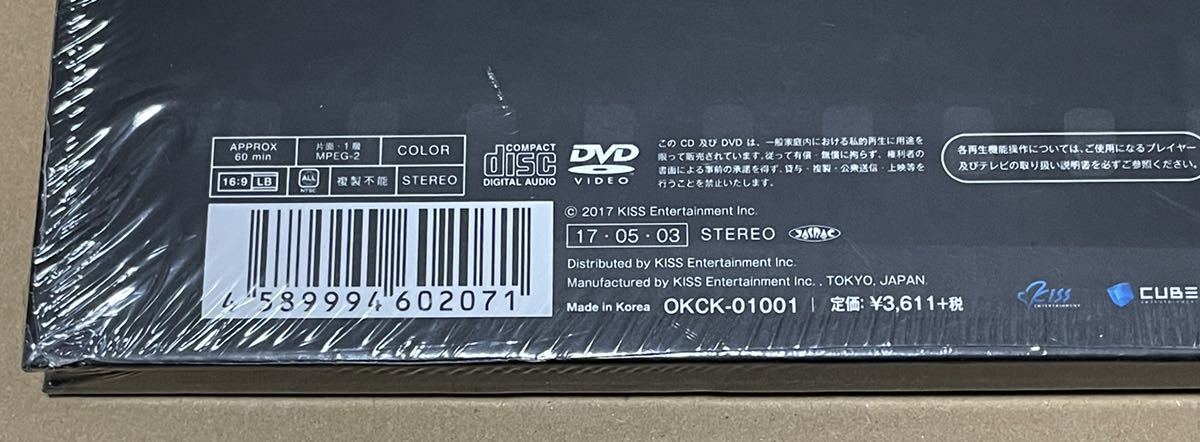 APPROX
60 min
片面・1層
MPEG-2
COLOR
16:9 LB
ALL
NTSC
複製不能
STEREO
COMPACT
disc
DIGITAL AUDIO
DVD
VIDEO
この CD 及び DVD は、一般家庭内における私的再生に用途を
限って販売されています。従って有償・無償に拘らず、権利者の
書面による事前の承諾を得ず、貸与・複製・公衆送信・上映等を
行うことを禁止いたします。
各再生機能操作については、ご使用になるプレイヤー
及びテレビの取り扱い説明書を必ずご参照ください。
© 2017 KISS Entertainment Inc.
17・05・03 STEREO JASRAC
Distributed by KISS Entertainment Inc.
Manufactured by KISS Entertainment Inc. , TOKYO, JAPAN
Made in Korea OKCK-01001 | 定価: ¥3,611+税
4 589994 602071
KISS
ENTERTAINMENT
CUBE